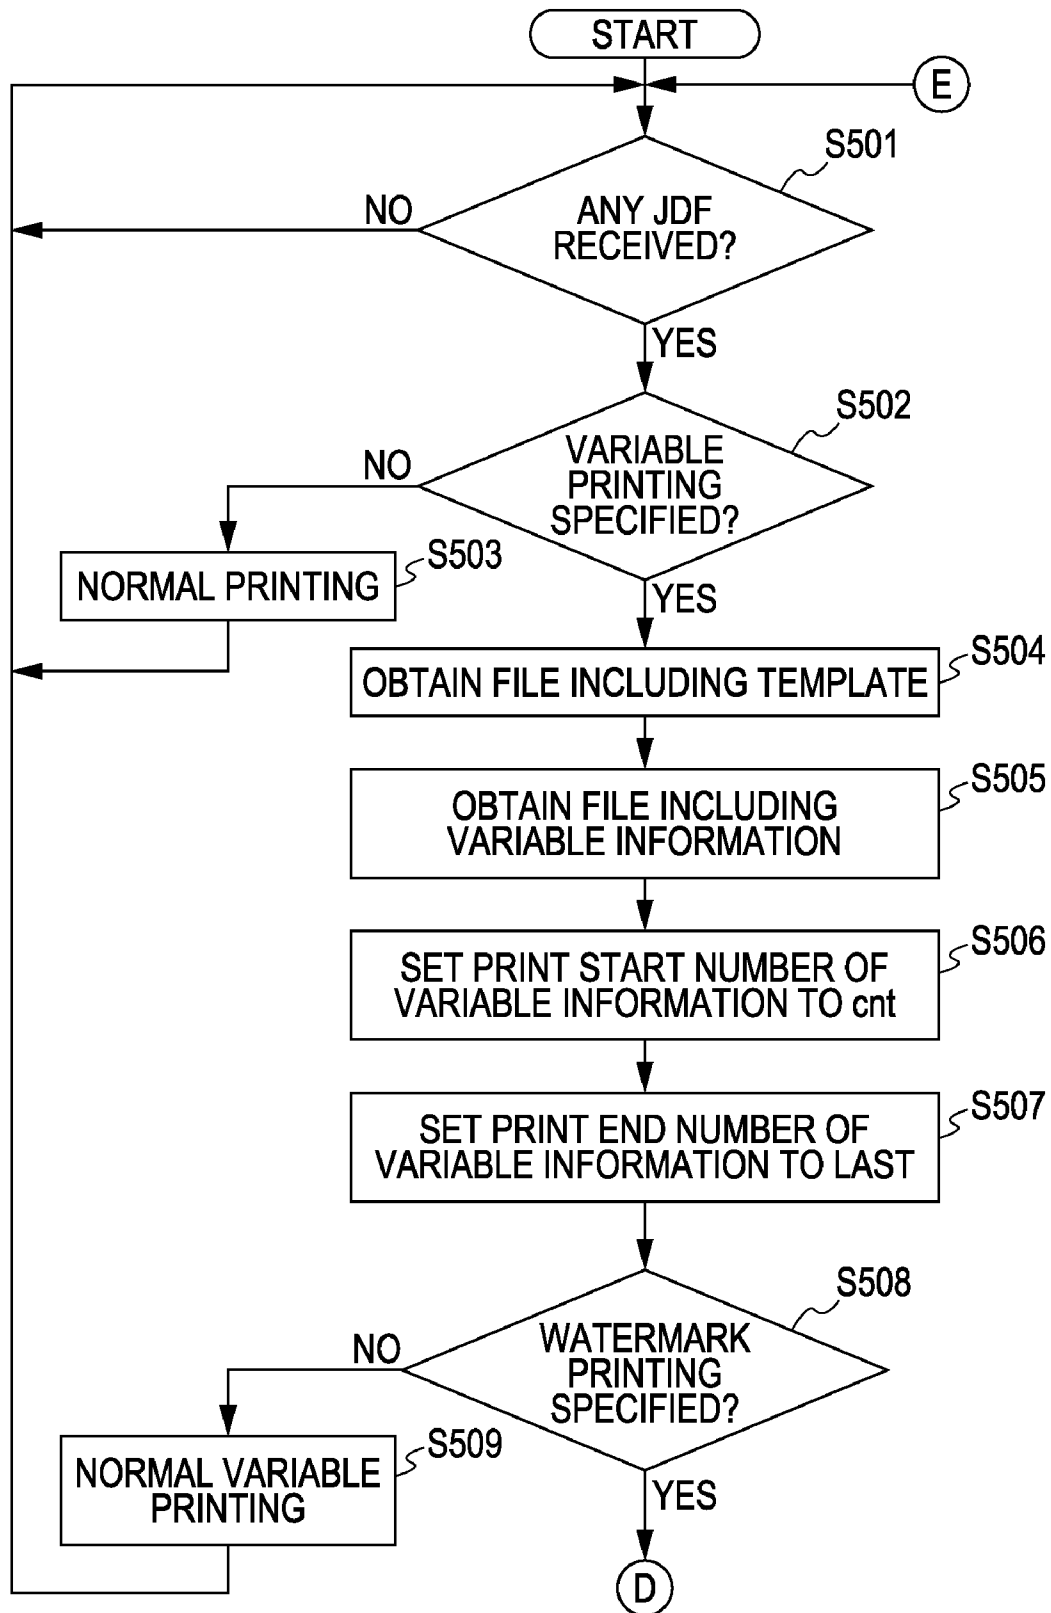 START
E
S501
NO
ANY JDF
RECEIVED?
YES
S502
NO
VARIABLE
PRINTING
SPECIFIED?
S503
NORMAL PRINTING
YES
S504
OBTAIN FILE INCLUDING TEMPLATE
S505
OBTAIN FILE INCLUDING
VARIABLE INFORMATION
S506
SET PRINT START NUMBER OF
VARIABLE INFORMATION TO cnt
S507
SET PRINT END NUMBER OF
VARIABLE INFORMATION TO LAST
S508
NO
WATERMARK
PRINTING
SPECIFIED?
S509
NORMAL VARIABLE
PRINTING
YES
D